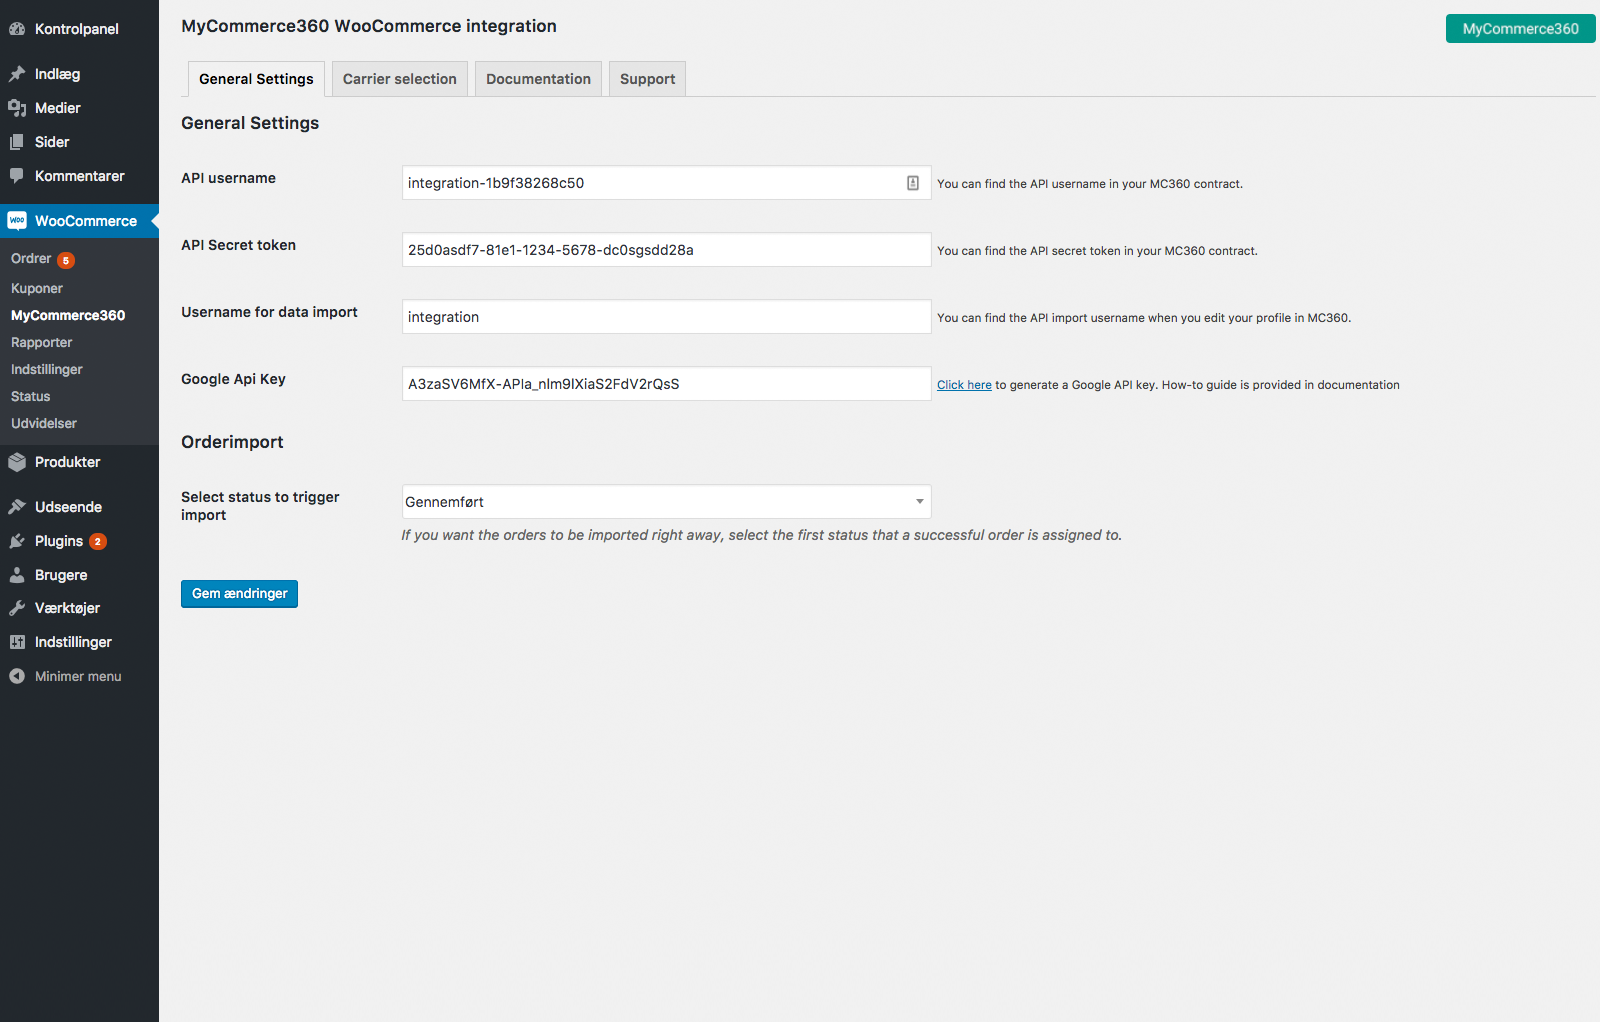 Kontrolpanel
Indlæg
Medier
Sider
Kommentarer
Woo WooCommerce
Ordrer 5
Kuponer
MyCommerce360
Rapporter
Indstillinger
Status
Udvidelser
Produkter
Udseende
Plugins 2
Brugere
Værktøjer
Indstillinger
Minimer menu
MyCommerce360 WooCommerce integration
MyCommerce360
General Settings Carrier selection Documentation Support
General Settings
API username integration-1b9f38268c50 You can find the API username in your MC360 contract.
API Secret token 25d0asdf7-81e1-1234-5678-dc0sgsdd28a You can find the API secret token in your MC360 contract.
Username for data import integration You can find the API import username when you edit your profile in MC360.
Google Api Key A3zaSV6MfX-APIa_nIm9IXiaS2FdV2rQsS Click here to generate a Google API key. How-to guide is provided in documentation
Orderimport
Select status to trigger
import
Gennemført
If you want the orders to be imported right away, select the first status that a successful order is assigned to.
Gem ændringer